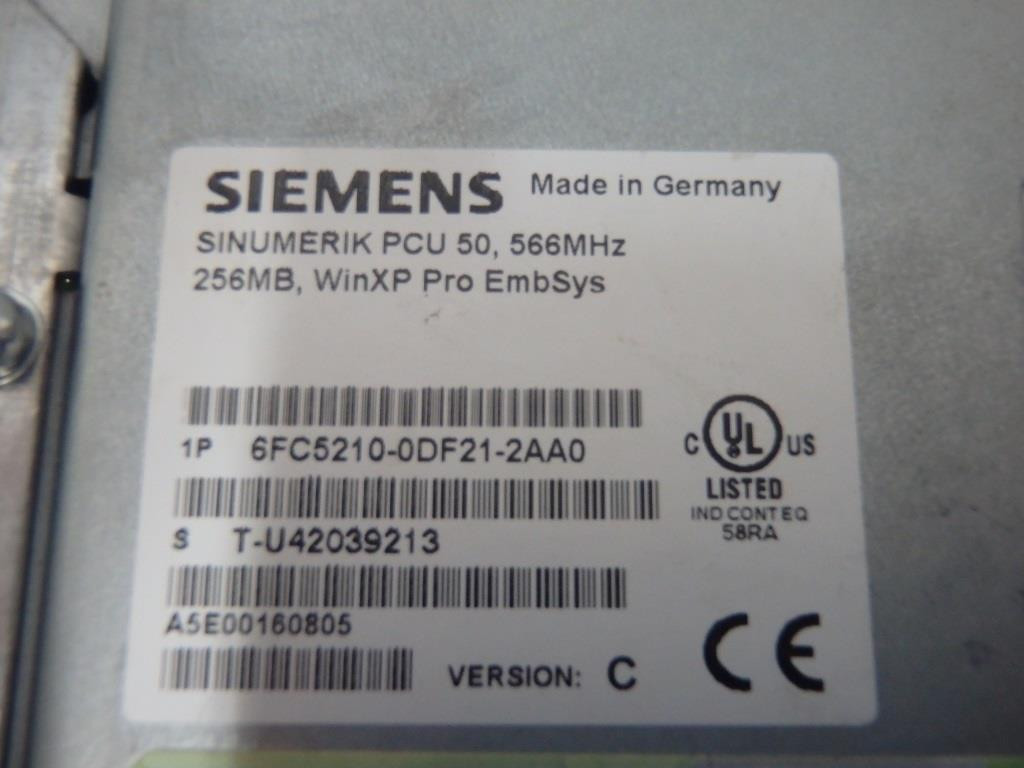 SIEMENS Made in Germany
SINUMERIK PCU 50, 566MHz
256MB, WinXP Pro EmbSys
1P 6FC5210-0DF21-2AA0
C UL US
LISTED
IND CONT EQ
58RA
S T-U42039213
A5E00160805
VERSION: C
CE